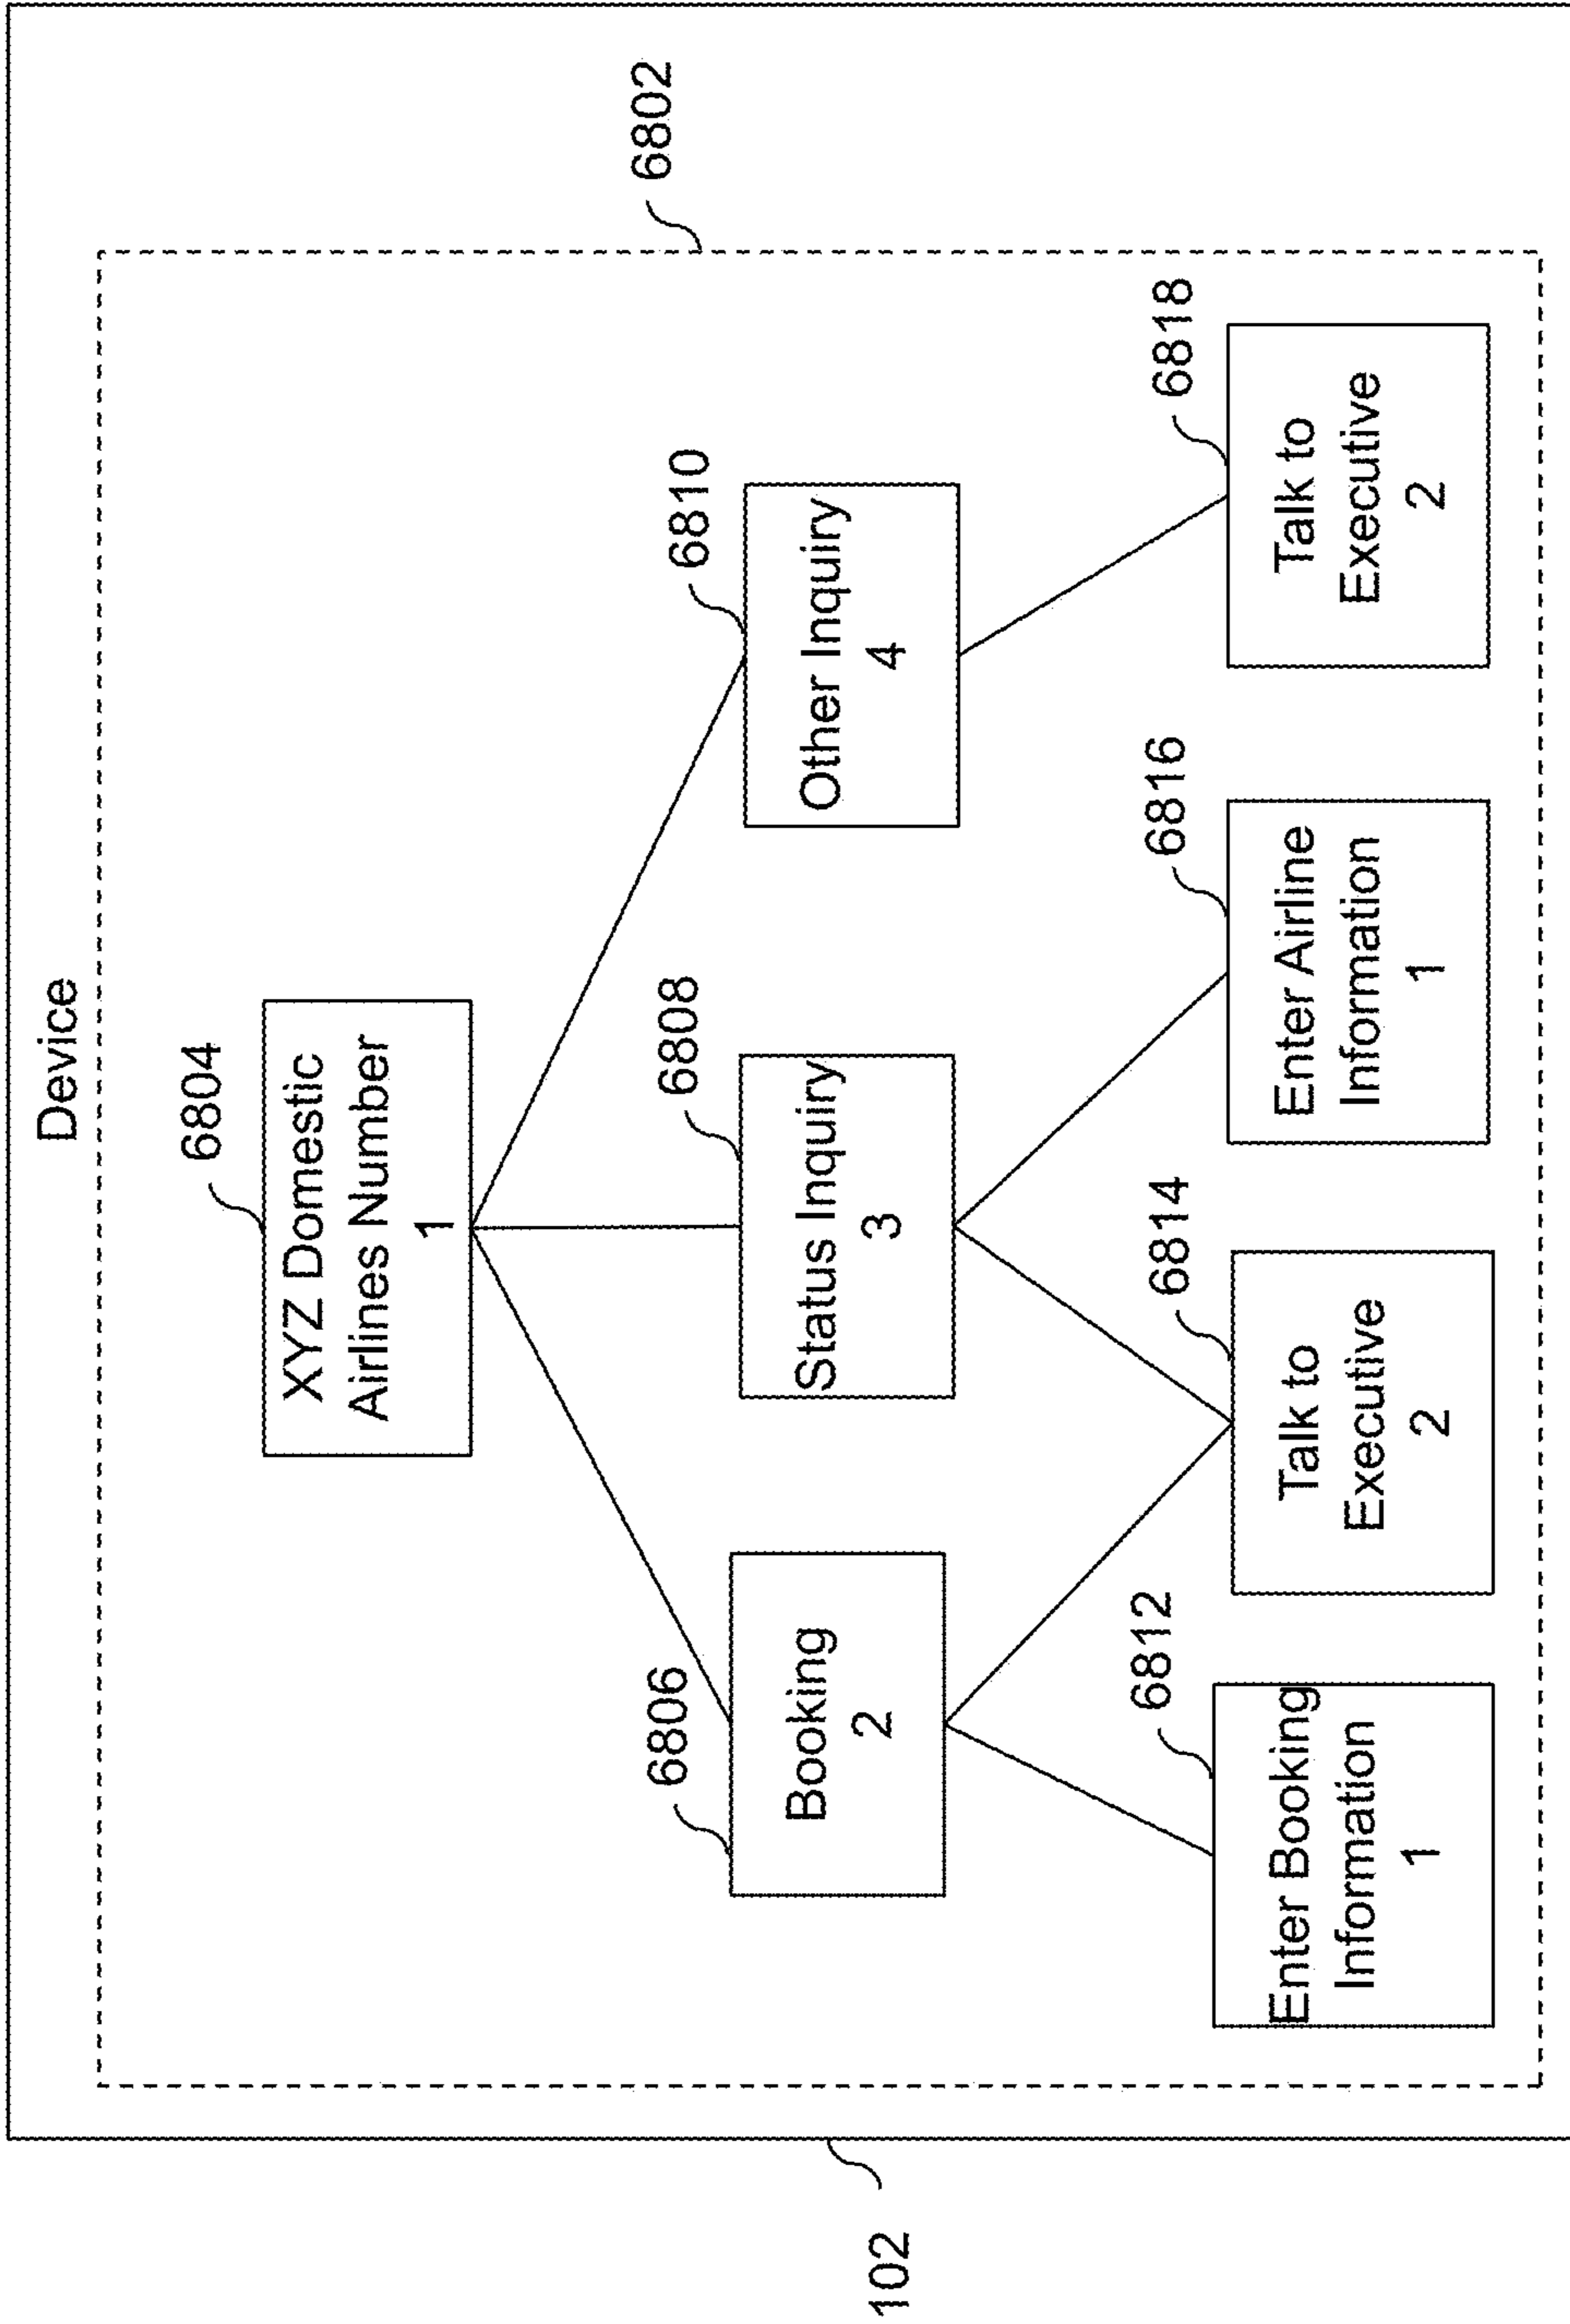 Device
6802
6804
XYZ Domestic
Airlines Number
1
6806
Booking
2
6808
Status Inquiry
3
6810
Other Inquiry
4
6812
Enter Booking
Information
1
6814
Talk to
Executive
2
6816
Enter Airline
Information
1
6818
Talk to
Executive
2
102